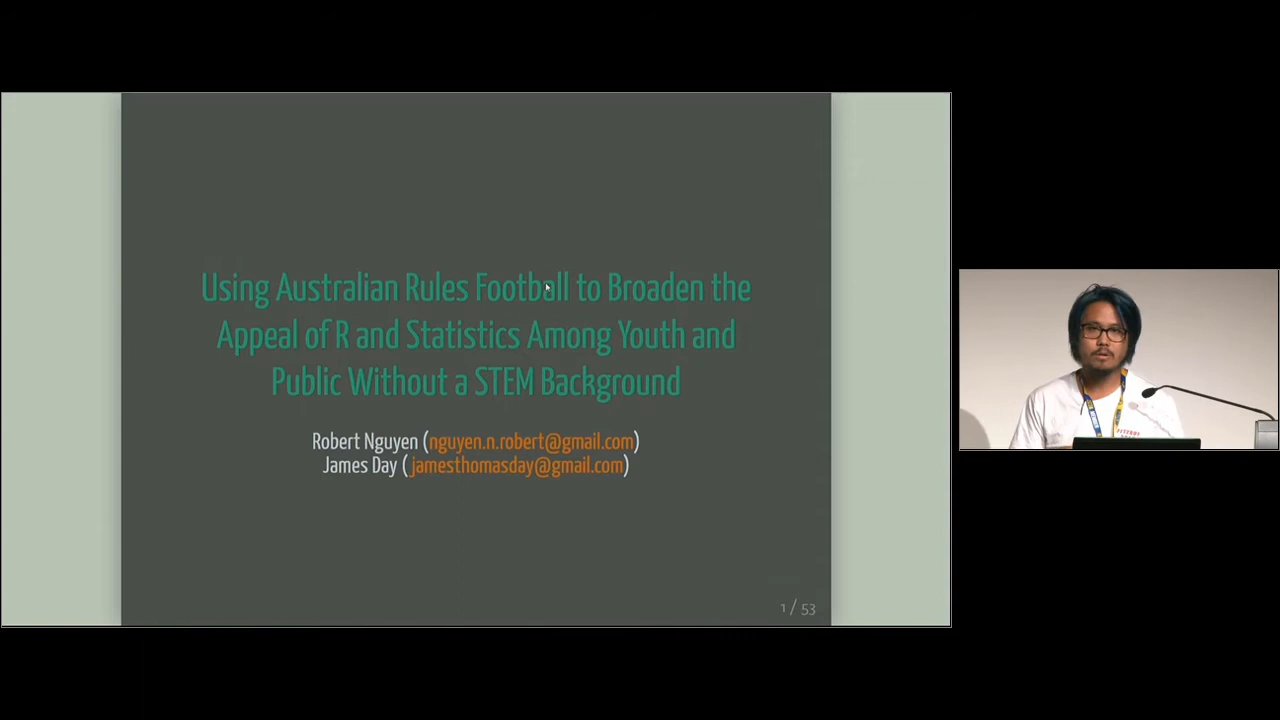 Using Australian Rules Football to Broaden the
Appeal of R and Statistics Among Youth and
Public Without a STEM Background
Robert Nguyen (nguyen.n.robert@gmail.com)
James Day (jamesthomasday@gmail.com)
1 / 53